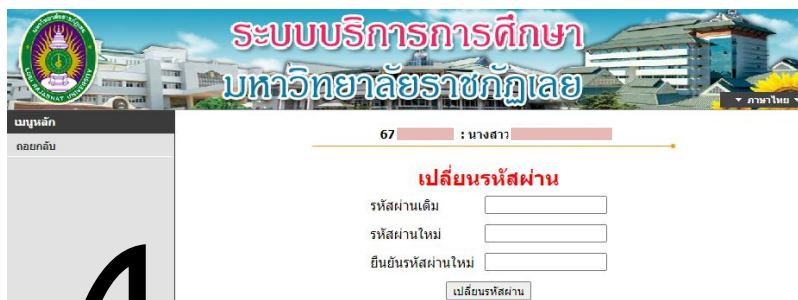 ระบบบริการการศึกษา
มหาวิทยาลัยราชภัฏเลย
ภาษาไทย
เมนูหลัก
ถอยกลับ
67 : นางสาว
เปลี่ยนรหัสผ่าน
รหัสผ่านเดิม
รหัสผ่านใหม่
ยืนยันรหัสผ่านใหม่
เปลี่ยนรหัสผ่าน